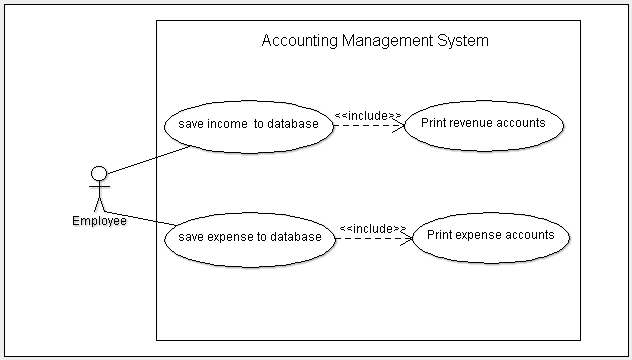 Accounting Management System
save income to database
<<include>>
Print revenue accounts
Employee
save expense to database
<<include>>
Print expense accounts